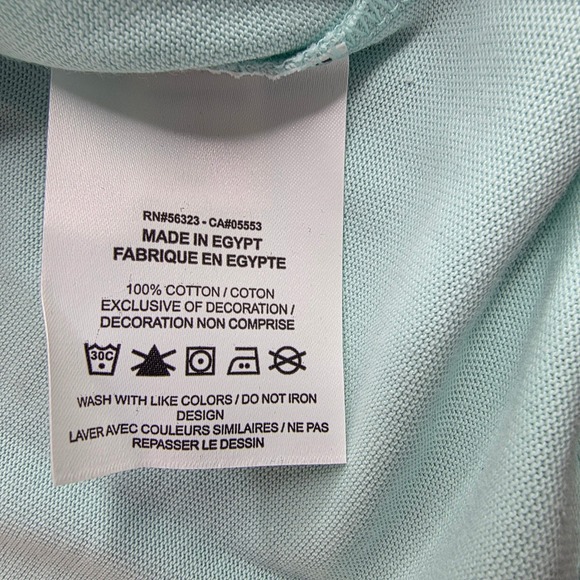 RN#56323 - CA#05553
MADE IN EGYPT
FABRIQUE EN EGYPTE
100% COTTON / COTON
EXCLUSIVE OF DECORATION /
DECORATION NON COMPRISE
30C
WASH WITH LIKE COLORS / DO NOT IRON
DESIGN
LAVER AVEC COULEURS SIMILAIRES / NE PAS
REPASSER LE DESSIN